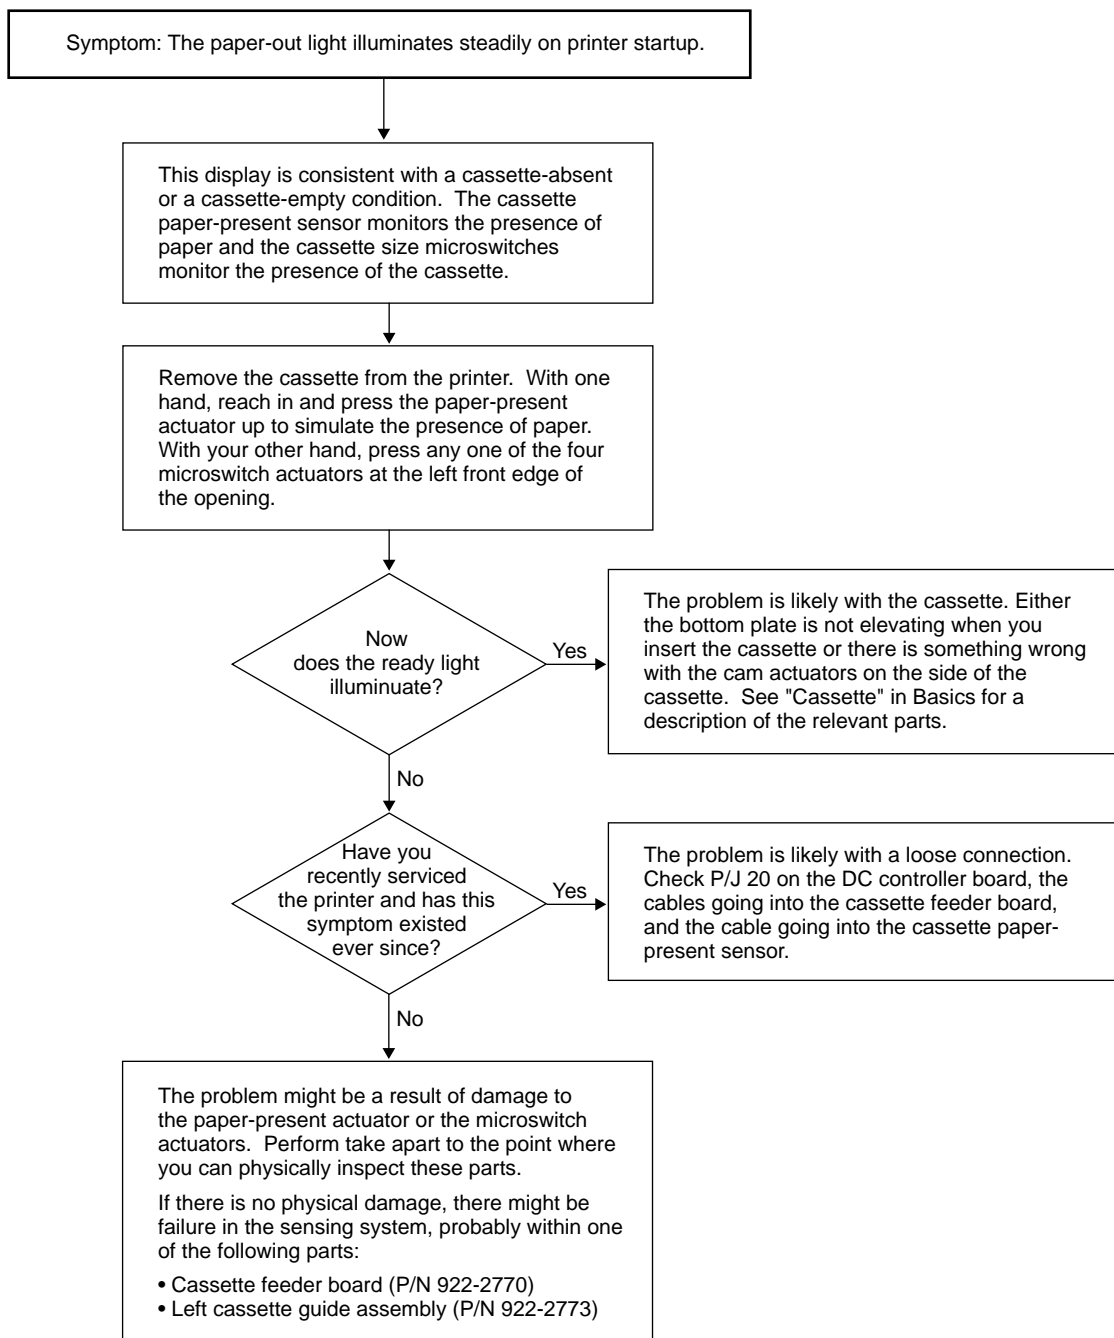 Symptom: The paper-out light illuminates steadily on printer startup.
This display is consistent with a cassette-absent
or a cassette-empty condition.  The cassette
paper-present sensor monitors the presence of
paper and the cassette size microswitches
monitor the presence of the cassette.
Remove the cassette from the printer.  With one
hand, reach in and press the paper-present
actuator up to simulate the presence of paper.
With your other hand, press any one of the four
microswitch actuators at the left front edge of
the opening.
Now
does the ready light
illuminuate?
Yes
The problem is likely with the cassette. Either
the bottom plate is not elevating when you
insert the cassette or there is something wrong
with the cam actuators on the side of the
cassette.  See "Cassette" in Basics for a
description of the relevant parts.
No
Have you
recently serviced
the printer and has this
symptom existed
ever since?
Yes
The problem is likely with a loose connection.
Check P/J 20 on the DC controller board, the
cables going into the cassette feeder board,
and the cable going into the cassette paper-
present sensor.
No
The problem might be a result of damage to
the paper-present actuator or the microswitch
actuators.  Perform take apart to the point where
you can physically inspect these parts.
If there is no physical damage, there might be
failure in the sensing system, probably within one
of the following parts:
• Cassette feeder board (P/N 922-2770)
• Left cassette guide assembly (P/N 922-2773)